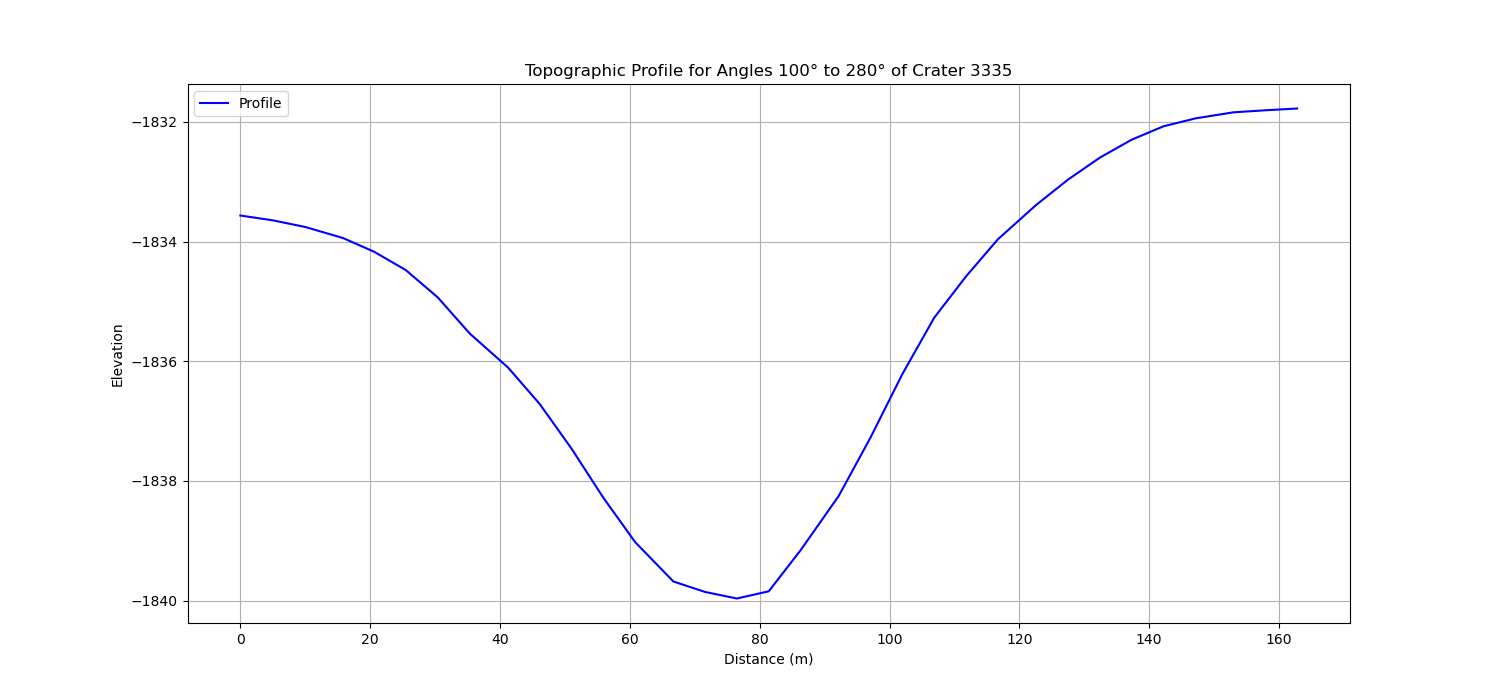 Topographic Profile for Angles 100° to 280° of Crater 3335
Profile
−1832
−1834
−1836
−1838
−1840
Elevation
0 20 40 60 80 100 120 140 160
Distance (m)